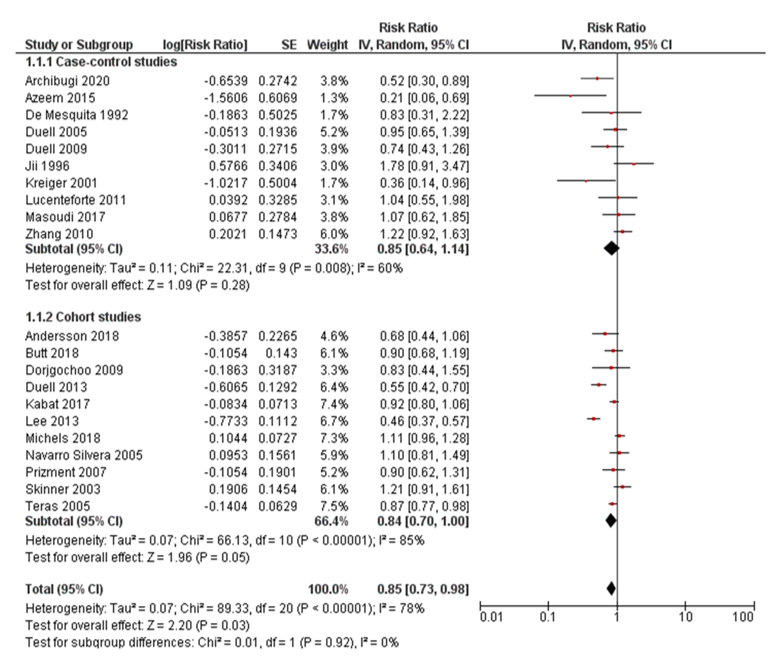 Risk Ratio Risk Ratio
Study or Subgroup log[Risk Ratio] SE Weight IV, Random, 95% CI IV, Random, 95% CI
1.1.1 Case-control studies
Archibugi 2020 -0.6539 0.2742 3.8% 0.52 [0.30, 0.89]
Azeem 2015 -1.5606 0.6069 1.3% 0.21 [0.06, 0.69]
De Mesquita 1992 -0.1863 0.5025 1.7% 0.83 [0.31, 2.22]
Duell 2005 -0.0513 0.1936 5.2% 0.95 [0.65, 1.39]
Duell 2009 -0.3011 0.2715 3.9% 0.74 [0.43, 1.26]
Jii 1996 0.5766 0.3406 3.0% 1.78 [0.91, 3.47]
Kreiger 2001 -1.0217 0.5004 1.7% 0.36 [0.14, 0.96]
Lucenteforte 2011 0.0392 0.3285 3.1% 1.04 [0.55, 1.98]
Masoudi 2017 0.0677 0.2784 3.8% 1.07 [0.62, 1.85]
Zhang 2010 0.2021 0.1473 6.0% 1.22 [0.92, 1.63]
Subtotal (95% CI) 33.6% 0.85 [0.64, 1.14]
Heterogeneity: Tau² = 0.11; Chi² = 22.31, df = 9 (P = 0.008); I² = 60%
Test for overall effect: Z = 1.09 (P = 0.28)
1.1.2 Cohort studies
Andersson 2018 -0.3857 0.2265 4.6% 0.68 [0.44, 1.06]
Butt 2018 -0.1054 0.143 6.1% 0.90 [0.68, 1.19]
Dorjgochoo 2009 -0.1863 0.3187 3.3% 0.83 [0.44, 1.55]
Duell 2013 -0.6065 0.1292 6.4% 0.55 [0.42, 0.70]
Kabat 2017 -0.0834 0.0713 7.4% 0.92 [0.80, 1.06]
Lee 2013 -0.7733 0.1112 6.7% 0.46 [0.37, 0.57]
Michels 2018 0.1044 0.0727 7.3% 1.11 [0.96, 1.28]
Navarro Silvera 2005 0.0953 0.1561 5.9% 1.10 [0.81, 1.49]
Prizment 2007 -0.1054 0.1901 5.2% 0.90 [0.62, 1.31]
Skinner 2003 0.1906 0.1454 6.0% 1.21 [0.91, 1.61]
Teras 2005 -0.1404 0.0629 7.5% 0.87 [0.77, 0.98]
Subtotal (95% CI) 66.4% 0.84 [0.70, 1.00]
Heterogeneity: Tau² = 0.07; Chi² = 66.13, df = 10 (P < 0.00001); I² = 85%
Test for overall effect: Z = 1.96 (P = 0.05)
Total (95% CI) 100.0% 0.85 [0.73, 0.98]
Heterogeneity: Tau² = 0.07; Chi² = 89.33, df = 20 (P < 0.00001); I² = 78%
Test for overall effect: Z = 2.20 (P = 0.03)
Test for subgroup differences: Chi² = 0.01, df = 1 (P = 0.92), I² = 0%
0.01 0.1 1 10 100